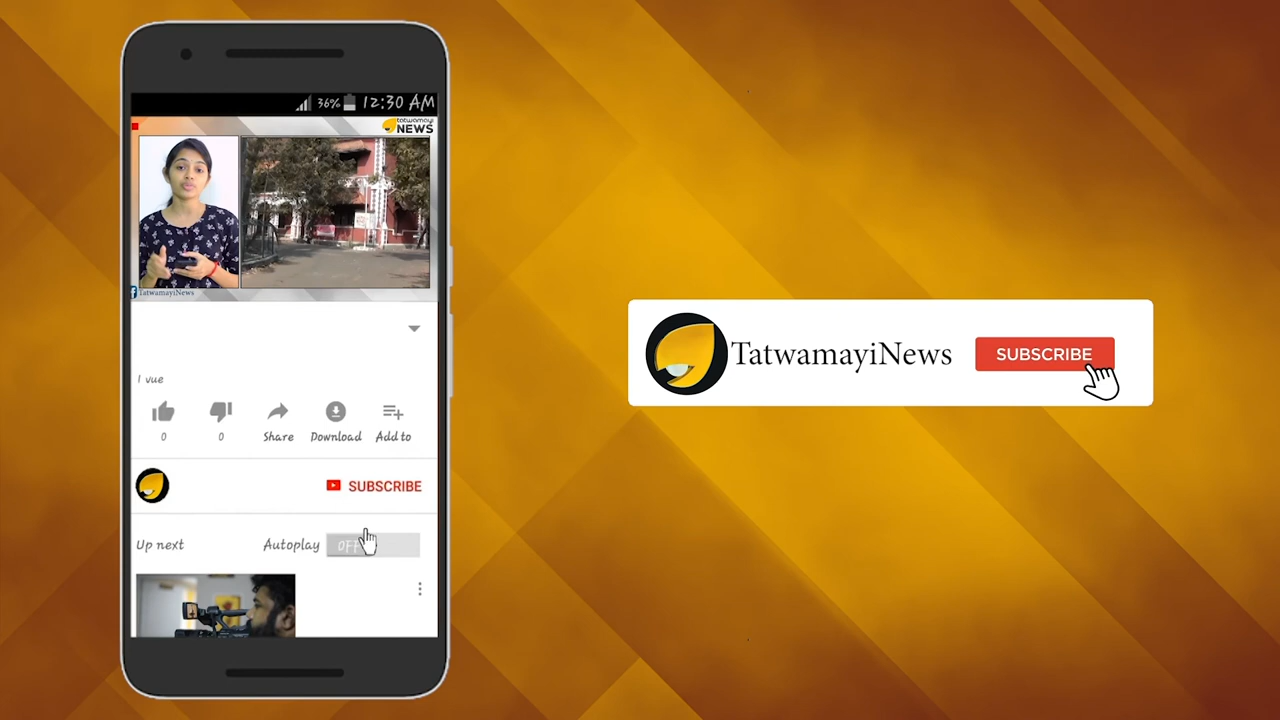 36% 12:30 AM
tatwamayi
NEWS
TatwamayiNews
1 vue
0
0
Share
Download
Add to
SUBSCRIBE
Up next
Autoplay
OFF
TatwamayiNews
SUBSCRIBE